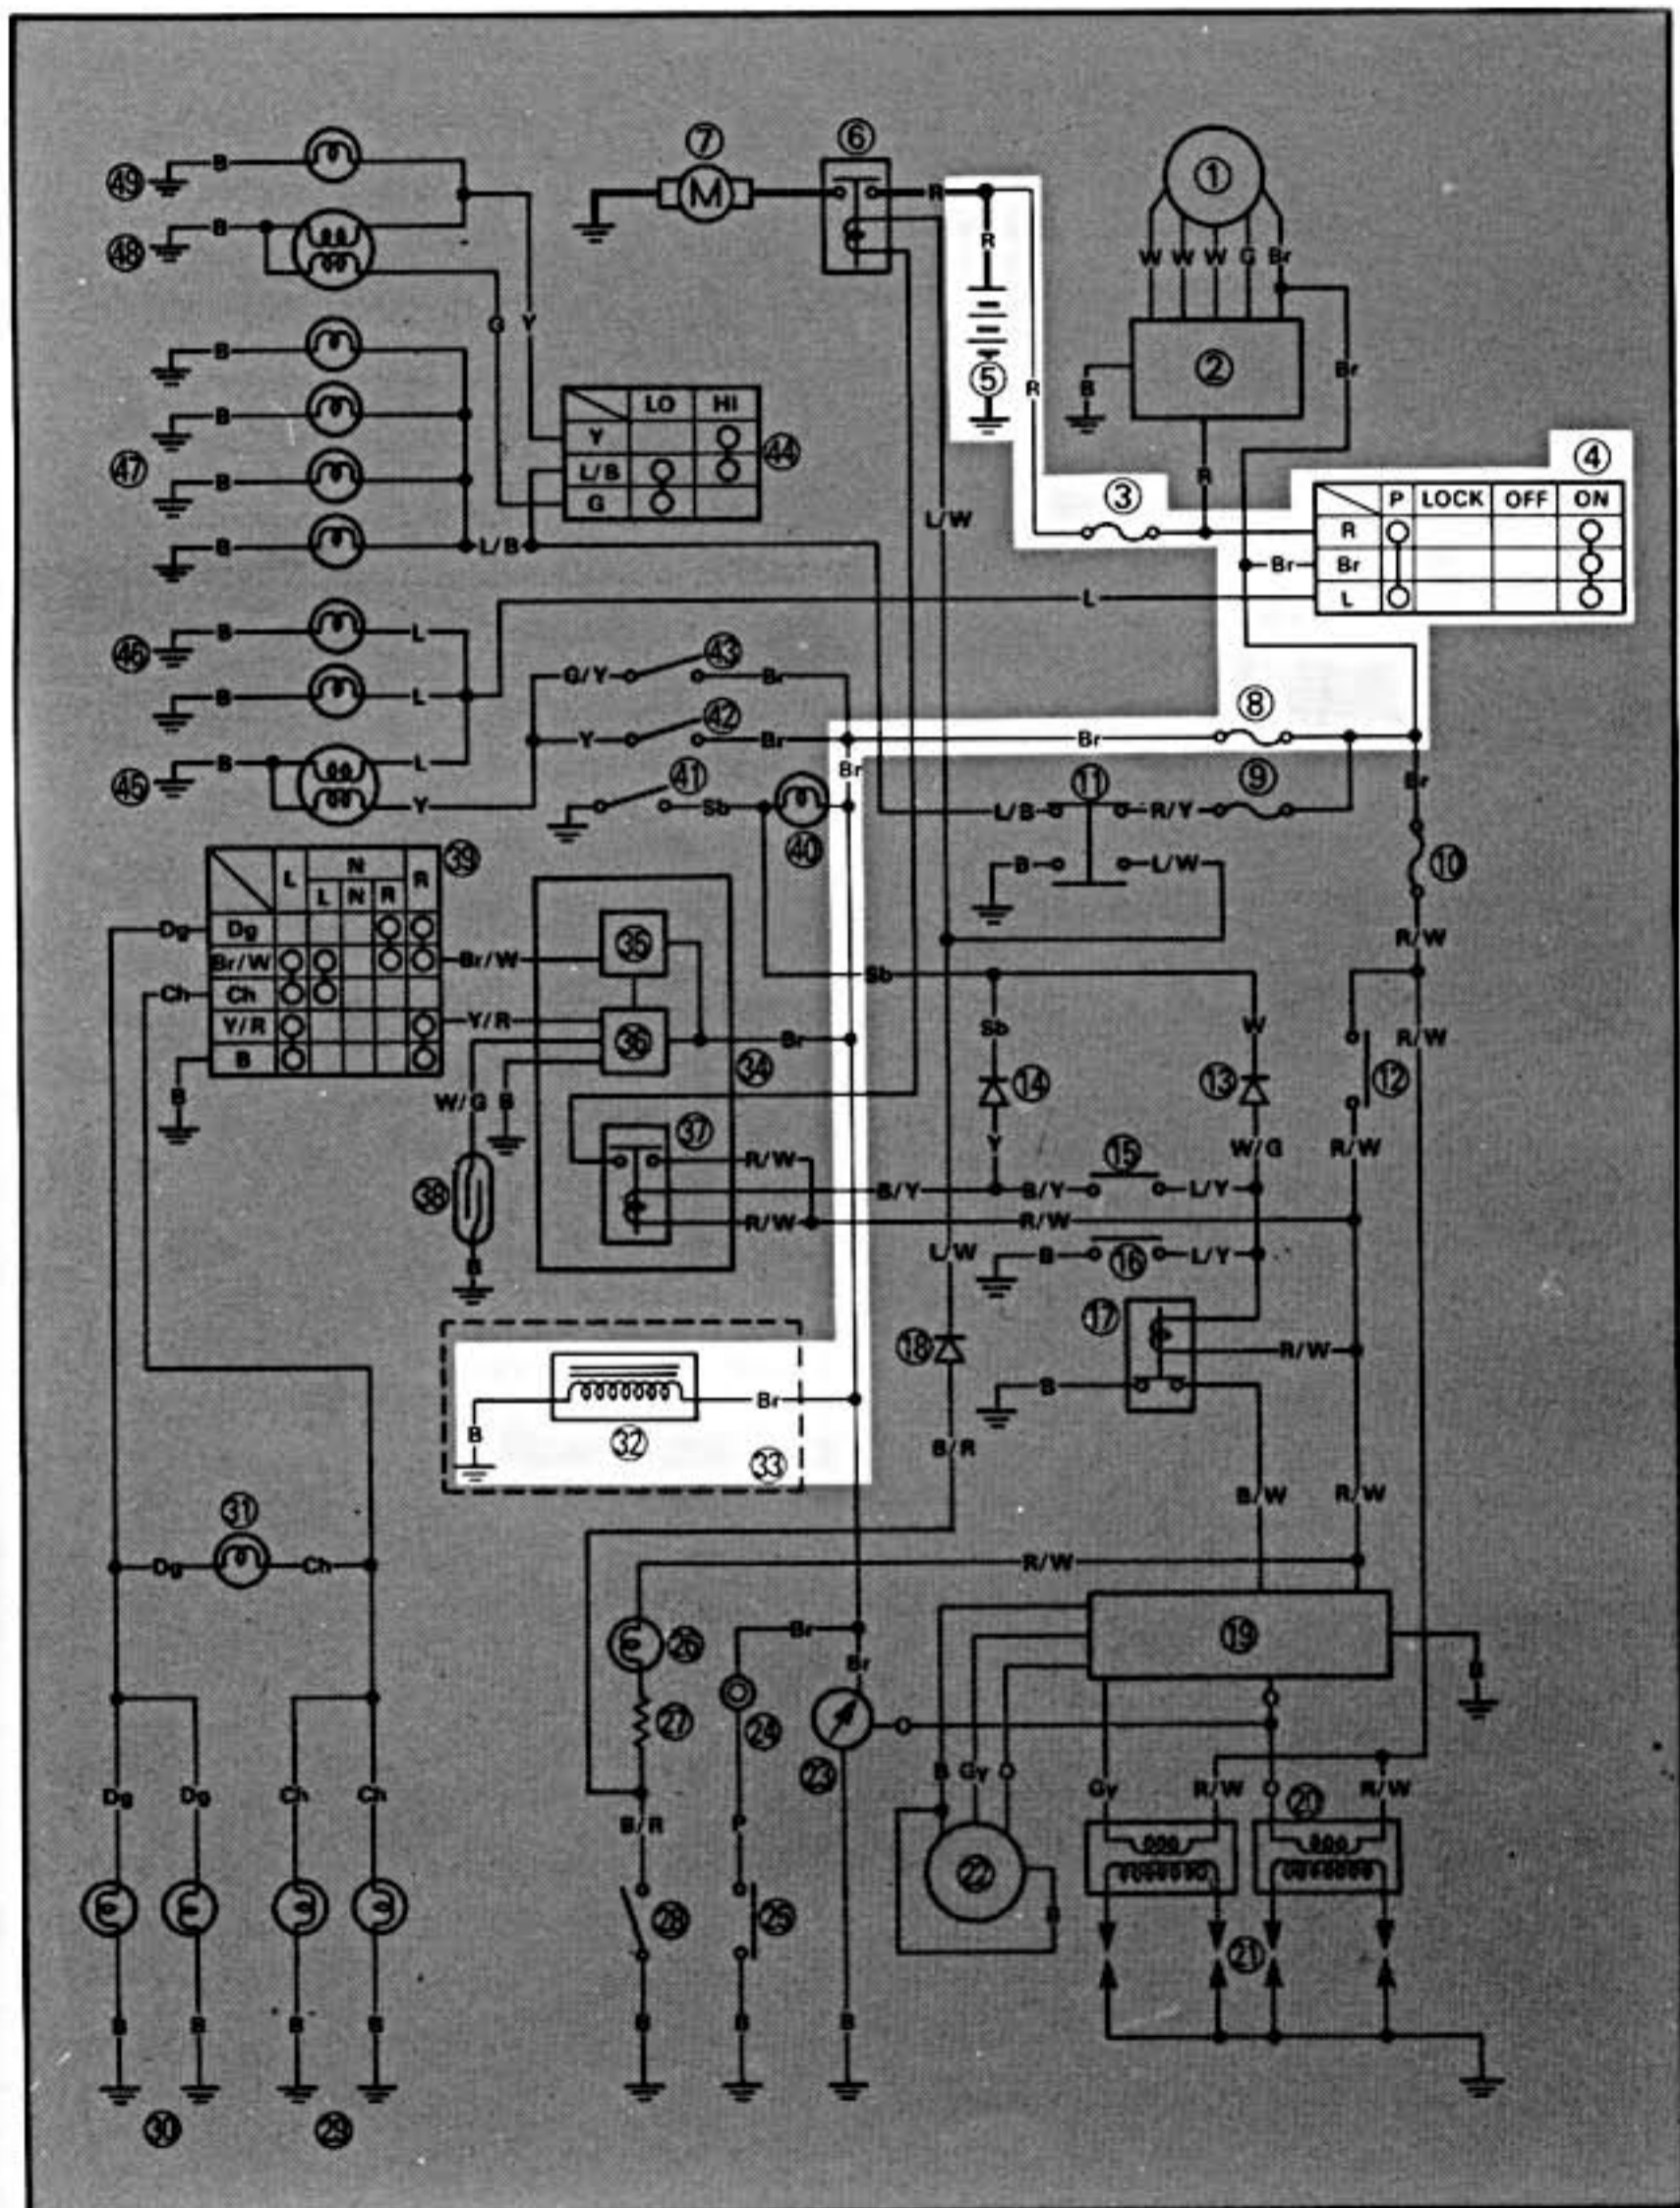 ⑦ ⑥ ①
㊾ B
M R
㊽ B
R W W W G Br
G Y
B
⑤ R ② Br
B
LO HI
B Y
④
㊼ L/B ㊹
B G R
③ P LOCK OFF ON
L/W R
B L/B
Br Br
L L
㊻ B L
㊸
G/Y Br
B L
㊷ ⑧
Y Br Br
㊺ B L Br
㊶ ⑪ ⑨ Br
Y Sb L/B R/Y
㊵
N ㊴ B L/W ⑩
L R
L N R
Dg Dg R/W
㉟
Br/W Br/W
Ch Ch Sb
Y/R Y/R Sb W
㊱ Br R/W
B ㉞ ⑭ ⑬ ⑫
B W/G B
㊲ Y W/G R/W
R/W ⑮
㊳ B/Y B/Y L/Y
R/W R/W
B L/W B ⑯ L/Y
⑰
⑱ R/W
B
Br
B ㉜ ㉝ B/R
B/W R/W
㉛
Dg Ch R/W
Br
㉖ ⑲
Br B
㉗ ㉔
㉓ B Gy O
Dg Dg Ch Ch Gy R/W O ⑳ R/W
B/R P
㉒
㉘ ㉕ B
㉑
B B B B B B B
㉚ ㉙